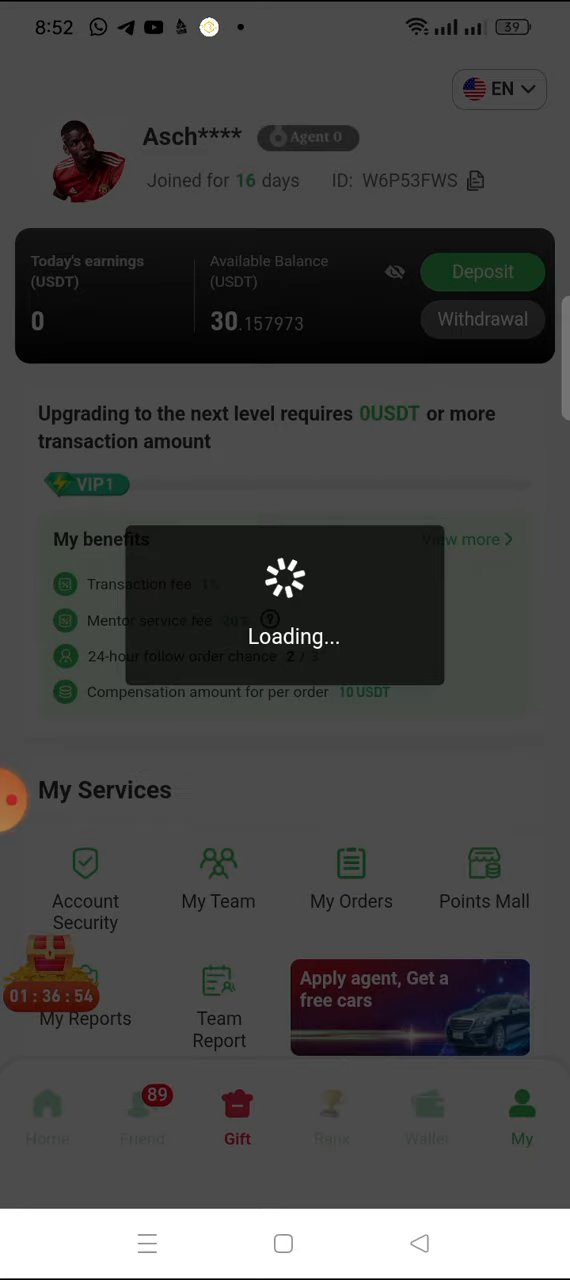 8:52
39
EN
Asch**** Agent 0
Joined for 16 days ID: W6P53FWS
Today's earnings
(USDT)
Available Balance
(USDT)
Deposit
0
30.157973
Withdrawal
Upgrading to the next level requires 0USDT or more
transaction amount
VIP1
My benefits View more
Transaction fee 1%
Mentor service fee 20% ?
Loading...
24-hour follow order chance 2 / 3
Compensation amount for per order 10 USDT
My Services
Account
Security
My Team
My Orders
Points Mall
01 : 36 : 54
My Reports
Team
Report
Apply agent, Get a
free cars
89
Home Friend Gift Rank Wallet My